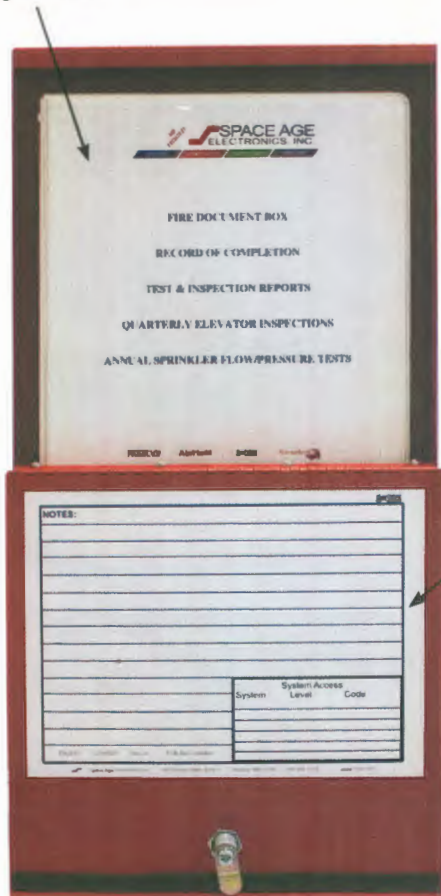 SPACE AGE
ELECTRONICS, INC.
FIRE DOCUMENT BOX
RECORD OF COMPLETION
TEST & INSPECTION REPORTS
QUARTERLY ELEVATOR INSPECTIONS
ANNUAL SPRINKLER FLOW/PRESSURE TESTS
NOTES:
System Access
System Level Code